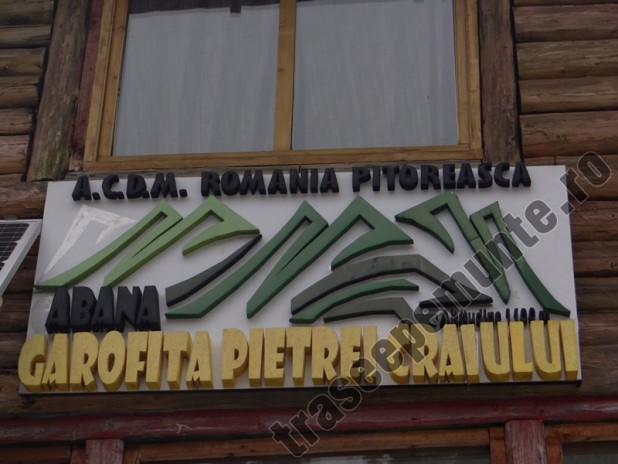 A.C.D.M. ROMANIA PITOREASCA
CABANA
GAROFITA PIETREI CRAIULUI
traseepemunte.ro